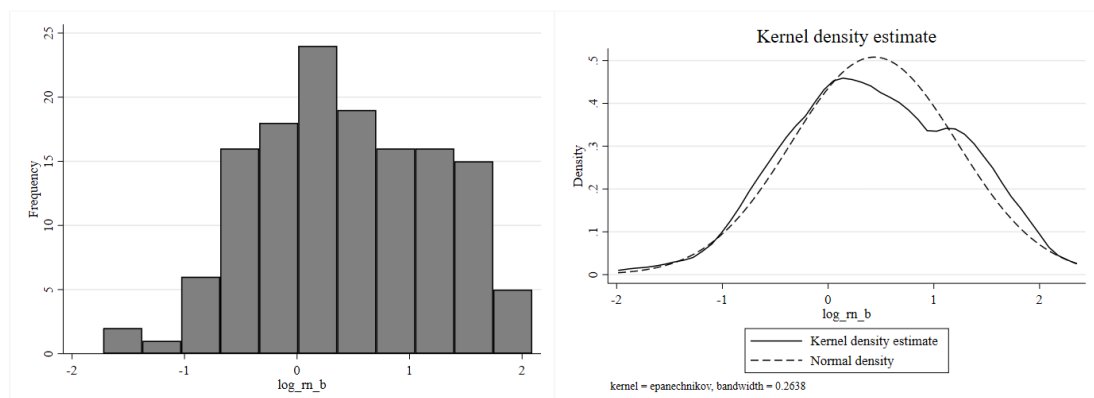 25
20
15
10
5
0
Frequency
-2
-1
0
1
2
log_rn_b
Kernel density estimate
.5
.4
.3
.2
.1
0
Density
-2
-1
0
1
2
log_rn_b
Kernel density estimate
Normal density
kernel = epanechnikov, bandwidth = 0.2638